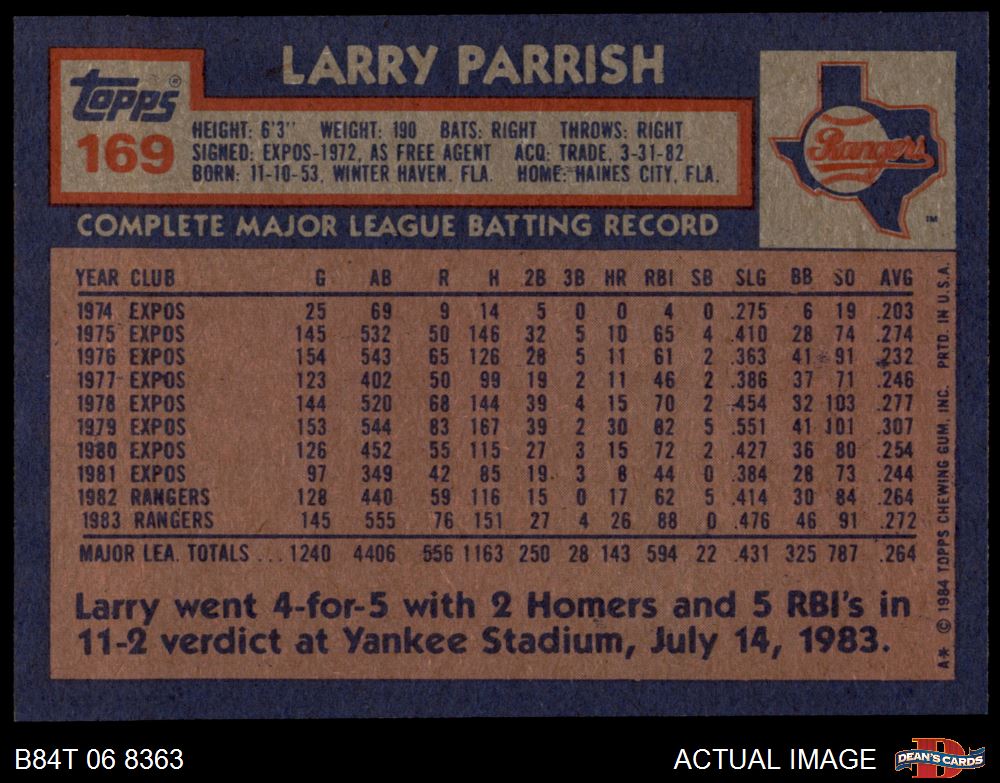 LARRY PARRISH
topps®
169
HEIGHT: 6'3" WEIGHT: 190 BATS: RIGHT THROWS: RIGHT
SIGNED: EXPOS-1972, AS FREE AGENT ACQ: TRADE, 3-31-82
BORN: 11-10-53, WINTER HAVEN, FLA. HOME: HAINES CITY, FLA.
Rangers
TM
COMPLETE MAJOR LEAGUE BATTING RECORD
YEAR CLUB G AB R H 2B 3B HR RBI SB SLG BB SO AVG
1974 EXPOS 25 69 9 14 5 0 0 4 0 .275 6 19 .203
1975 EXPOS 145 532 50 146 32 5 10 65 4 .410 28 74 .274
1976 EXPOS 154 543 65 126 28 5 11 61 2 .363 41 91 .232
1977 EXPOS 123 402 50 99 19 2 11 46 2 .386 37 71 .246
1978 EXPOS 144 520 68 144 39 4 15 70 2 .454 32 103 .277
1979 EXPOS 153 544 83 167 39 2 30 82 5 .551 41 101 .307
1980 EXPOS 126 452 55 115 27 3 15 72 2 .427 36 80 .254
1981 EXPOS 97 349 42 85 19 3 8 44 0 .384 28 73 .244
1982 RANGERS 128 440 59 116 15 0 17 62 5 .414 30 84 .264
1983 RANGERS 145 555 76 151 27 4 26 88 0 .476 46 91 .272
MAJOR LEA. TOTALS ... 1240 4406 556 1163 250 28 143 594 22 .431 325 787 .264
Larry went 4-for-5 with 2 Homers and 5 RBI's in
11-2 verdict at Yankee Stadium, July 14, 1983.
A* © 1984 TOPPS CHEWING GUM, INC. PRTD. IN U.S.A.
B84T 06 8363
ACTUAL IMAGE
D
DEAN'S CARDS